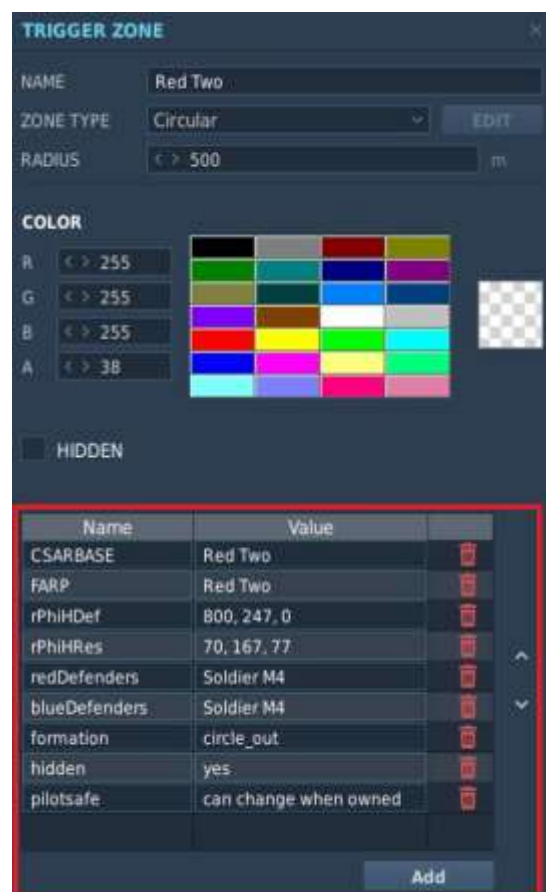 TRIGGER ZONE
NAME Red Two
ZONE TYPE Circular EDIT
RADIUS < > 500 m
COLOR
R < > 255
G < > 255
B < > 255
A < > 38
HIDDEN
Name Value
CSARBASE Red Two
FARP Red Two
rPhiHDef 800, 247, 0
rPhiHRes 70, 167, 77
redDefenders Soldier M4
blueDefenders Soldier M4
formation circle_out
hidden yes
pilotsafe can change when owned
Add